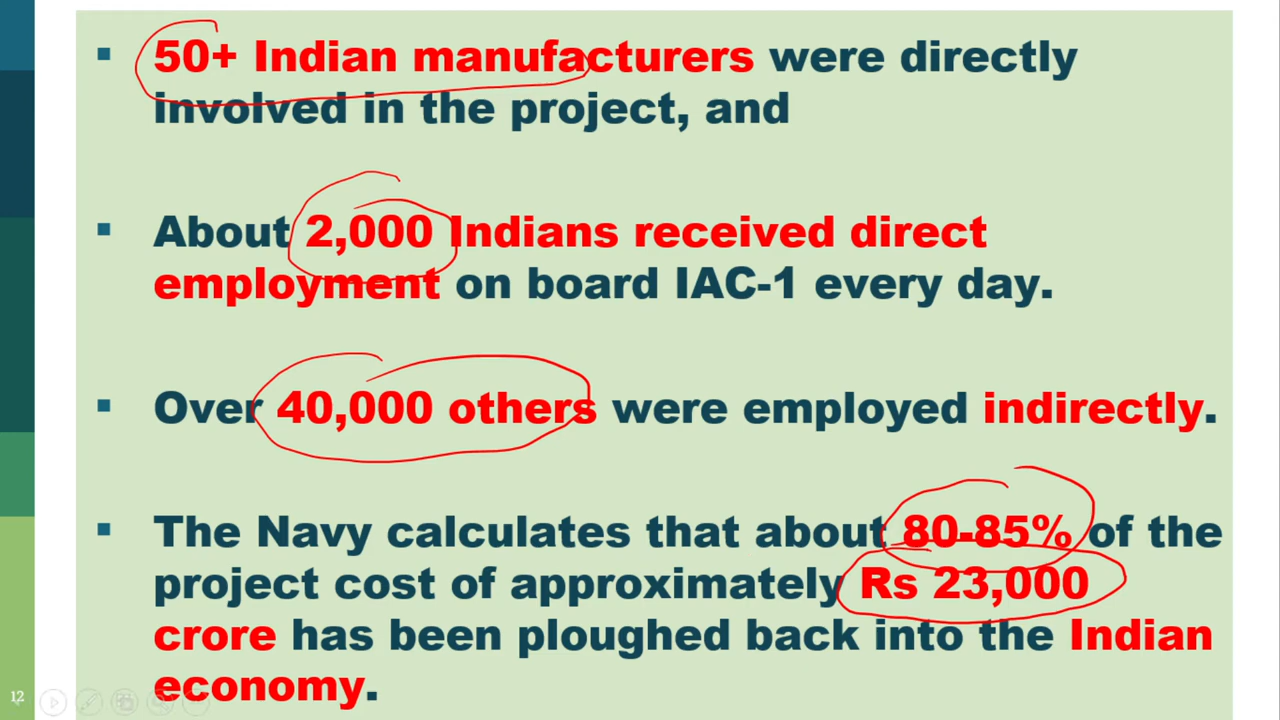 ▪ 50+ Indian manufacturers were directly
involved in the project, and
▪ About 2,000 Indians received direct
employment on board IAC-1 every day.
▪ Over 40,000 others were employed indirectly.
▪ The Navy calculates that about 80-85% of the
project cost of approximately Rs 23,000
crore has been ploughed back into the Indian
economy.
12